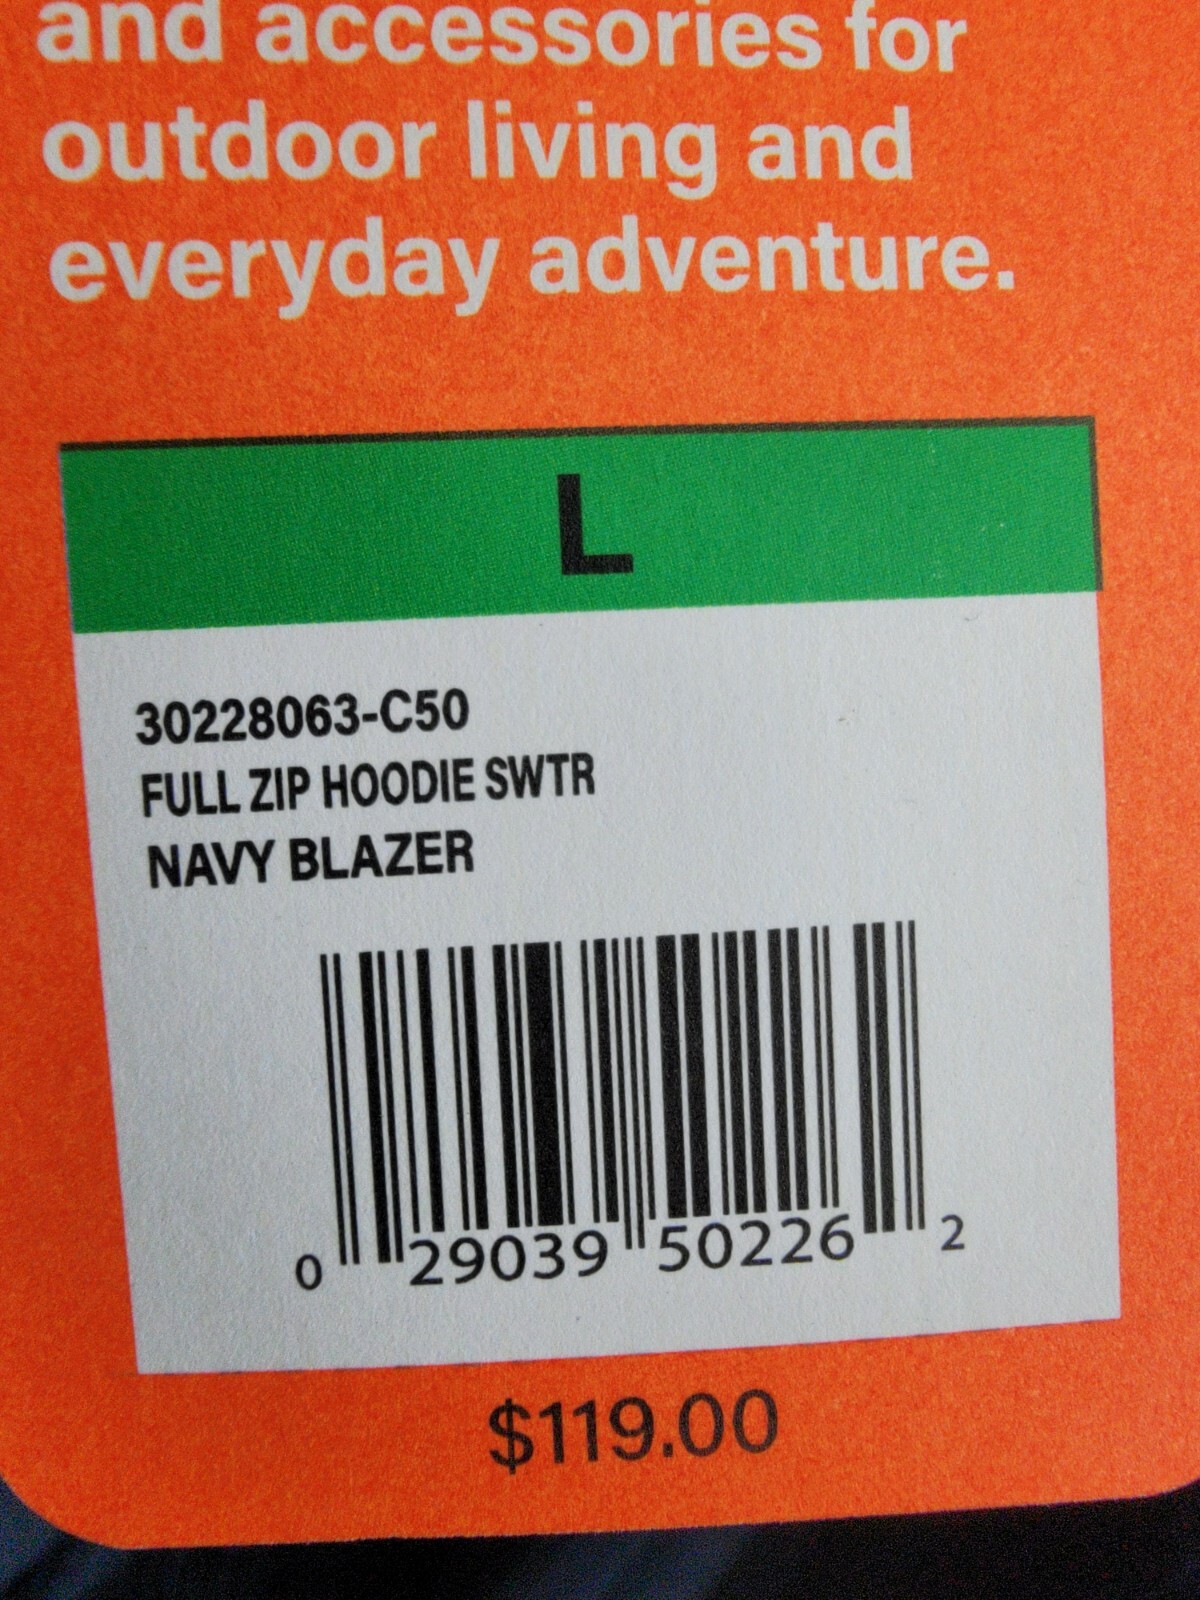 and accessories for
outdoor living and
everyday adventure.
L
30228063-C50
FULL ZIP HOODIE SWTR
NAVY BLAZER
0 29039 50226 2
$119.00